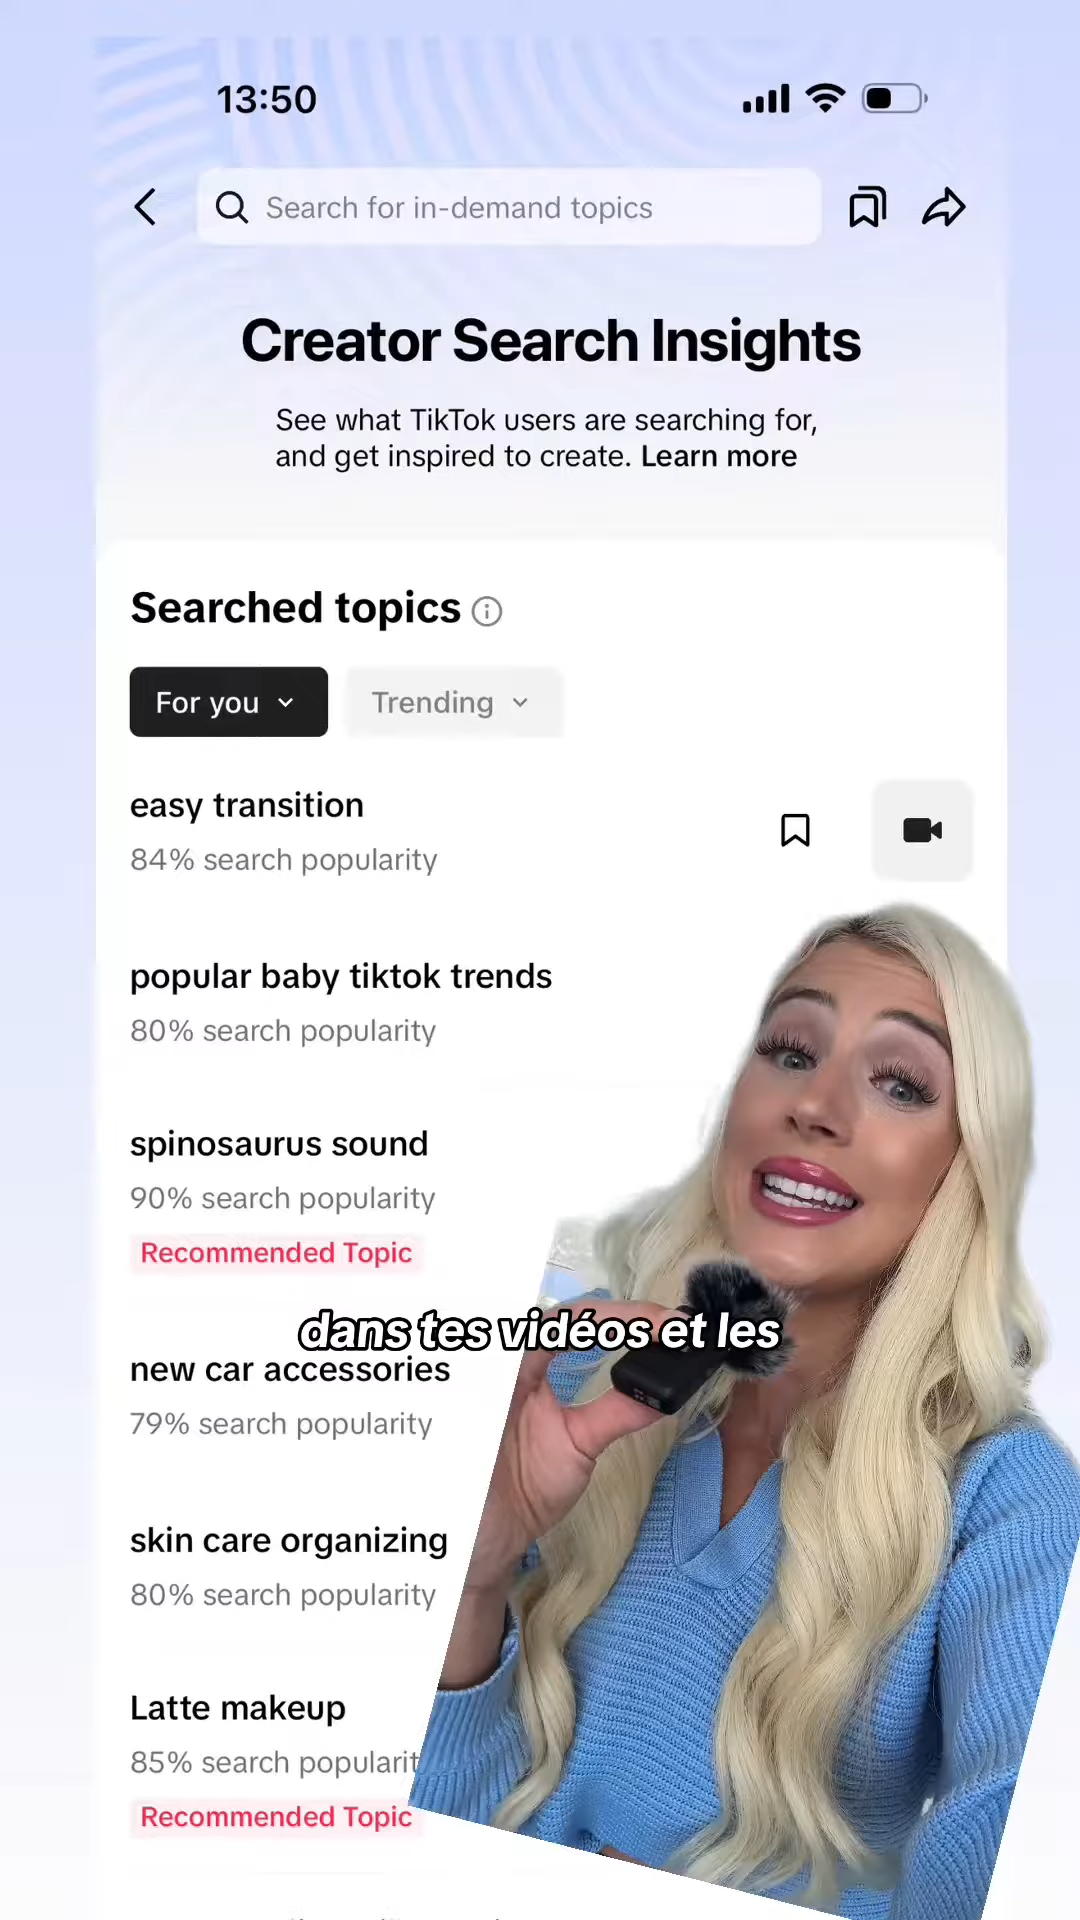 13:50
Search for in-demand topics
Creator Search Insights
See what TikTok users are searching for,
and get inspired to create. Learn more
Searched topics
For you
Trending
easy transition
84% search popularity
popular baby tiktok trends
80% search popularity
spinosaurus sound
90% search popularity
Recommended Topic
dans tes vidéos et les
new car accessories
79% search popularity
skin care organizing
80% search popularity
Latte makeup
85% search popularit
Recommended Topic